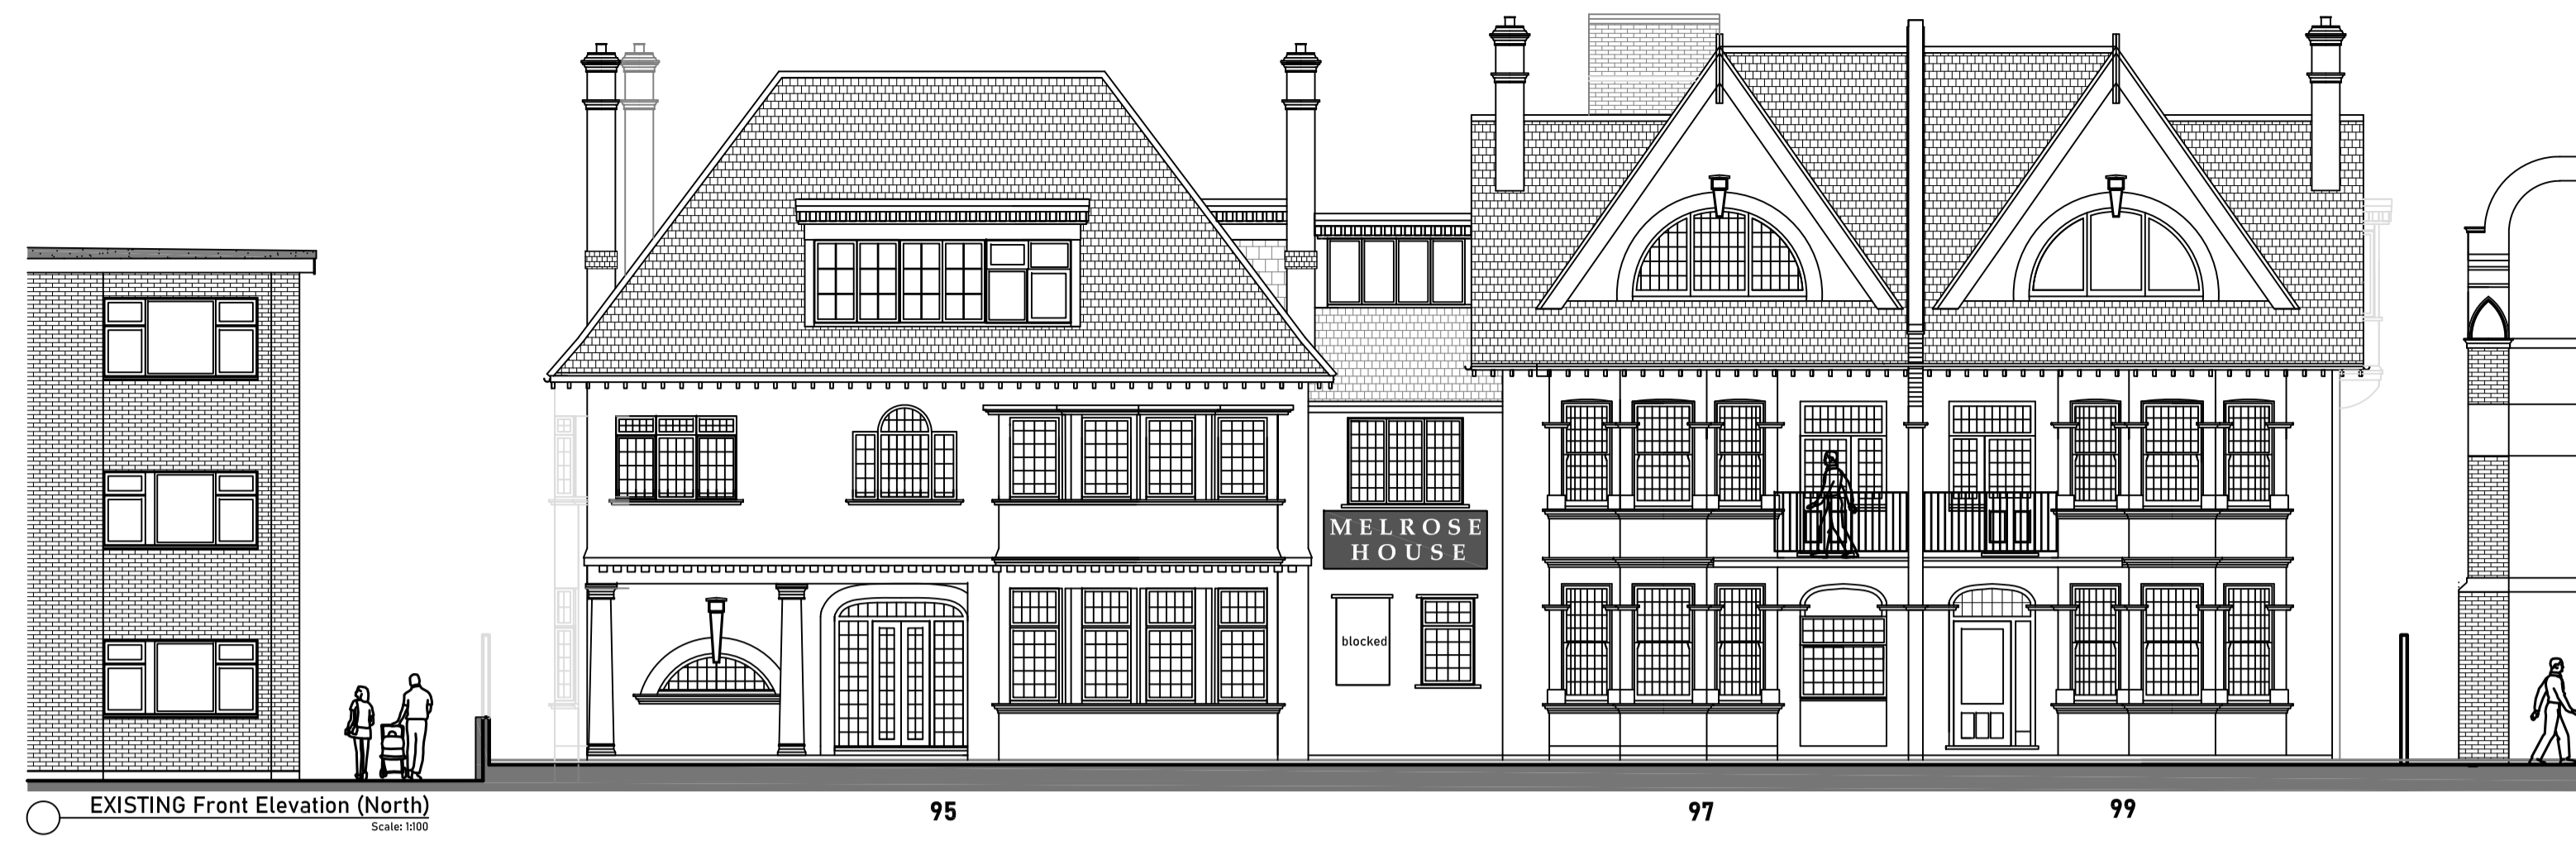 MELROSE
HOUSE
blocked
EXISTING Front Elevation (North)
Scale: 1:100
95
97
99